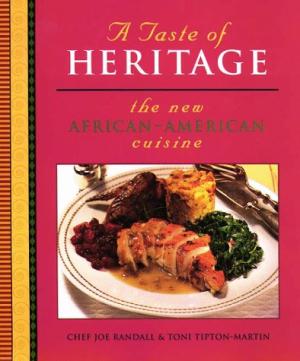 A Taste of
HERITAGE
the new
AFRICAN-AMERICAN
cuisine
CHEF JOE RANDALL & TONI TIPTON-MARTIN